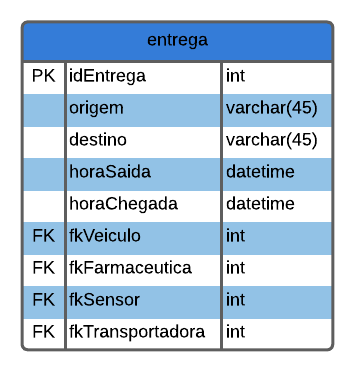 entrega
PK idEntrega int
origem varchar(45)
destino varchar(45)
horaSaida datetime
horaChegada datetime
FK fkVeiculo int
FK fkFarmaceutica int
FK fkSensor int
FK fkTransportadora int